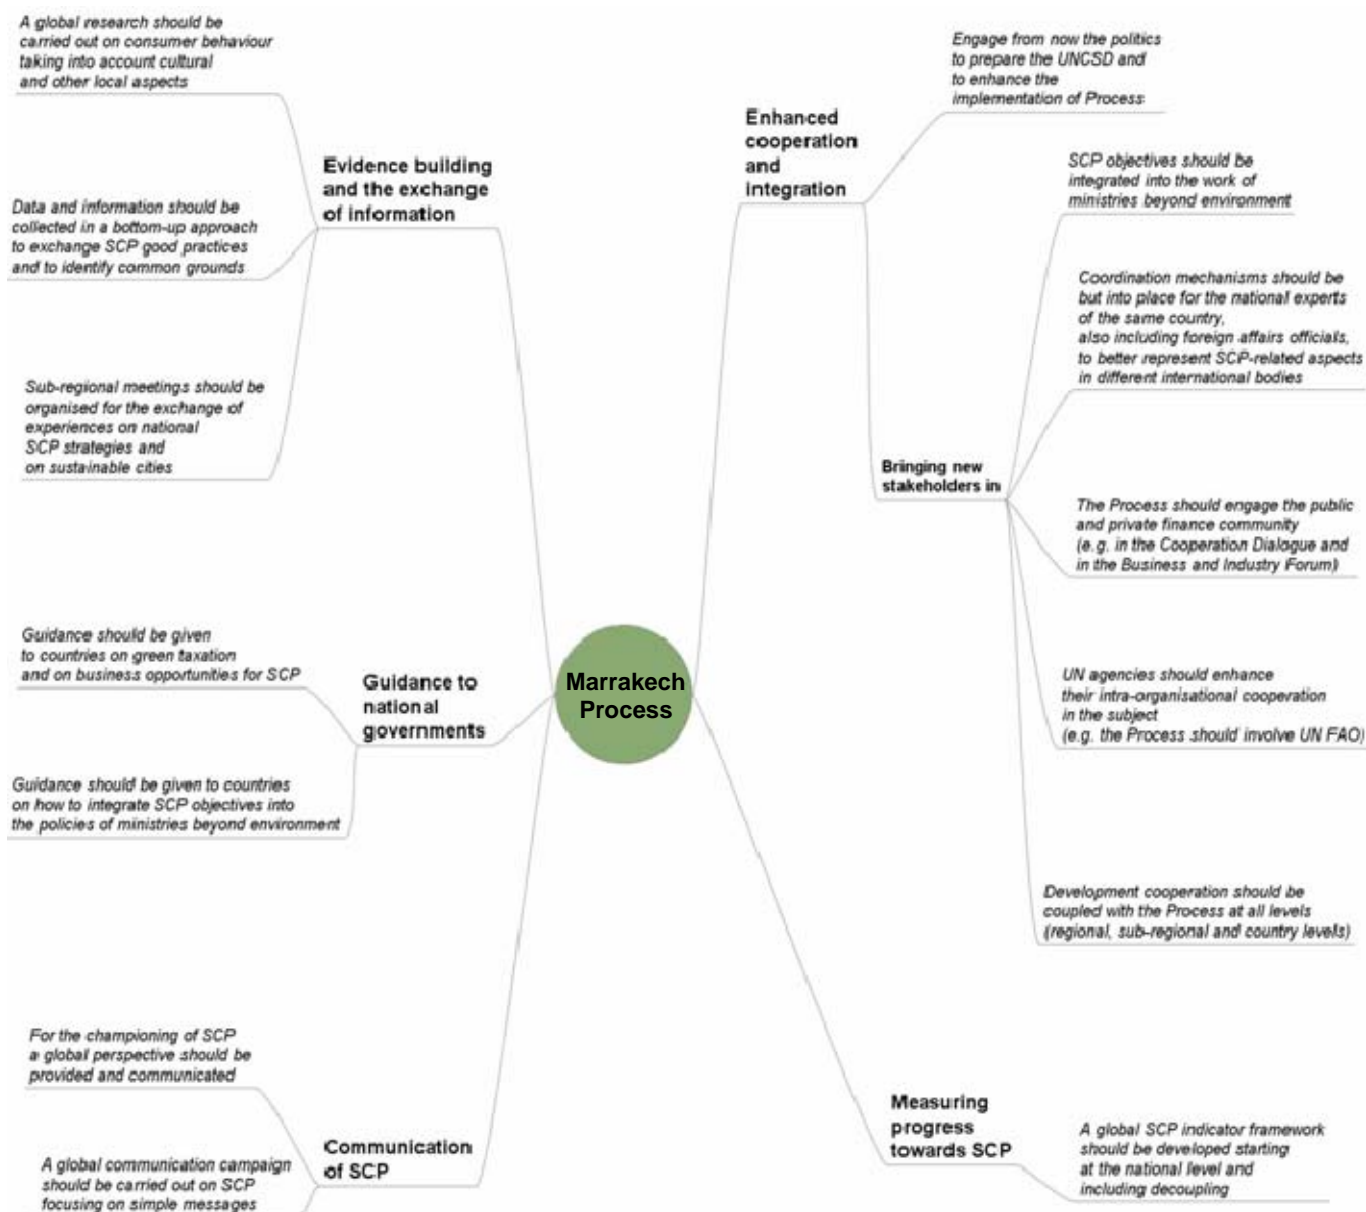 A global research should be
carried out on consumer behaviour
taking into account cultural
and other local aspects
Evidence building
and the exchange
of information
Data and information should be
collected in a bottom-up approach
to exchange SCP good practices
and to identify common grounds
Sub-regional meetings should be
organised for the exchange of
experiences on national
SCP strategies and
on sustainable cities
Guidance should be given
to countries on green taxation
and on business opportunities for SCP
Guidance to
national
governments
Guidance should be given to countries
on how to integrate SCP objectives into
the policies of ministries beyond environment
For the championing of SCP
a global perspective should be
provided and communicated
Communication
of SCP
A global communication campaign
should be carried out on SCP
focusing on simple messages
Marrakech
Process
Engage from now the politics
to prepare the UNCSD and
to enhance the
implementation of Process
Enhanced
cooperation
and
integration
SCP objectives should be
integrated into the work of
ministries beyond environment
Coordination mechanisms should be
but into place for the national experts
of the same country,
also including foreign affairs officials,
to better represent SCP-related aspects
in different international bodies
Bringing new
stakeholders in
The Process should engage the public
and private finance community
(e.g. in the Cooperation Dialogue and
in the Business and Industry Forum)
UN agencies should enhance
their intra-organisational cooperation
in the subject
(e.g. the Process should involve UN FAO)
Development cooperation should be
coupled with the Process at all levels
(regional, sub-regional and country levels)
Measuring
progress
towards SCP
A global SCP indicator framework
should be developed starting
at the national level and
including decoupling